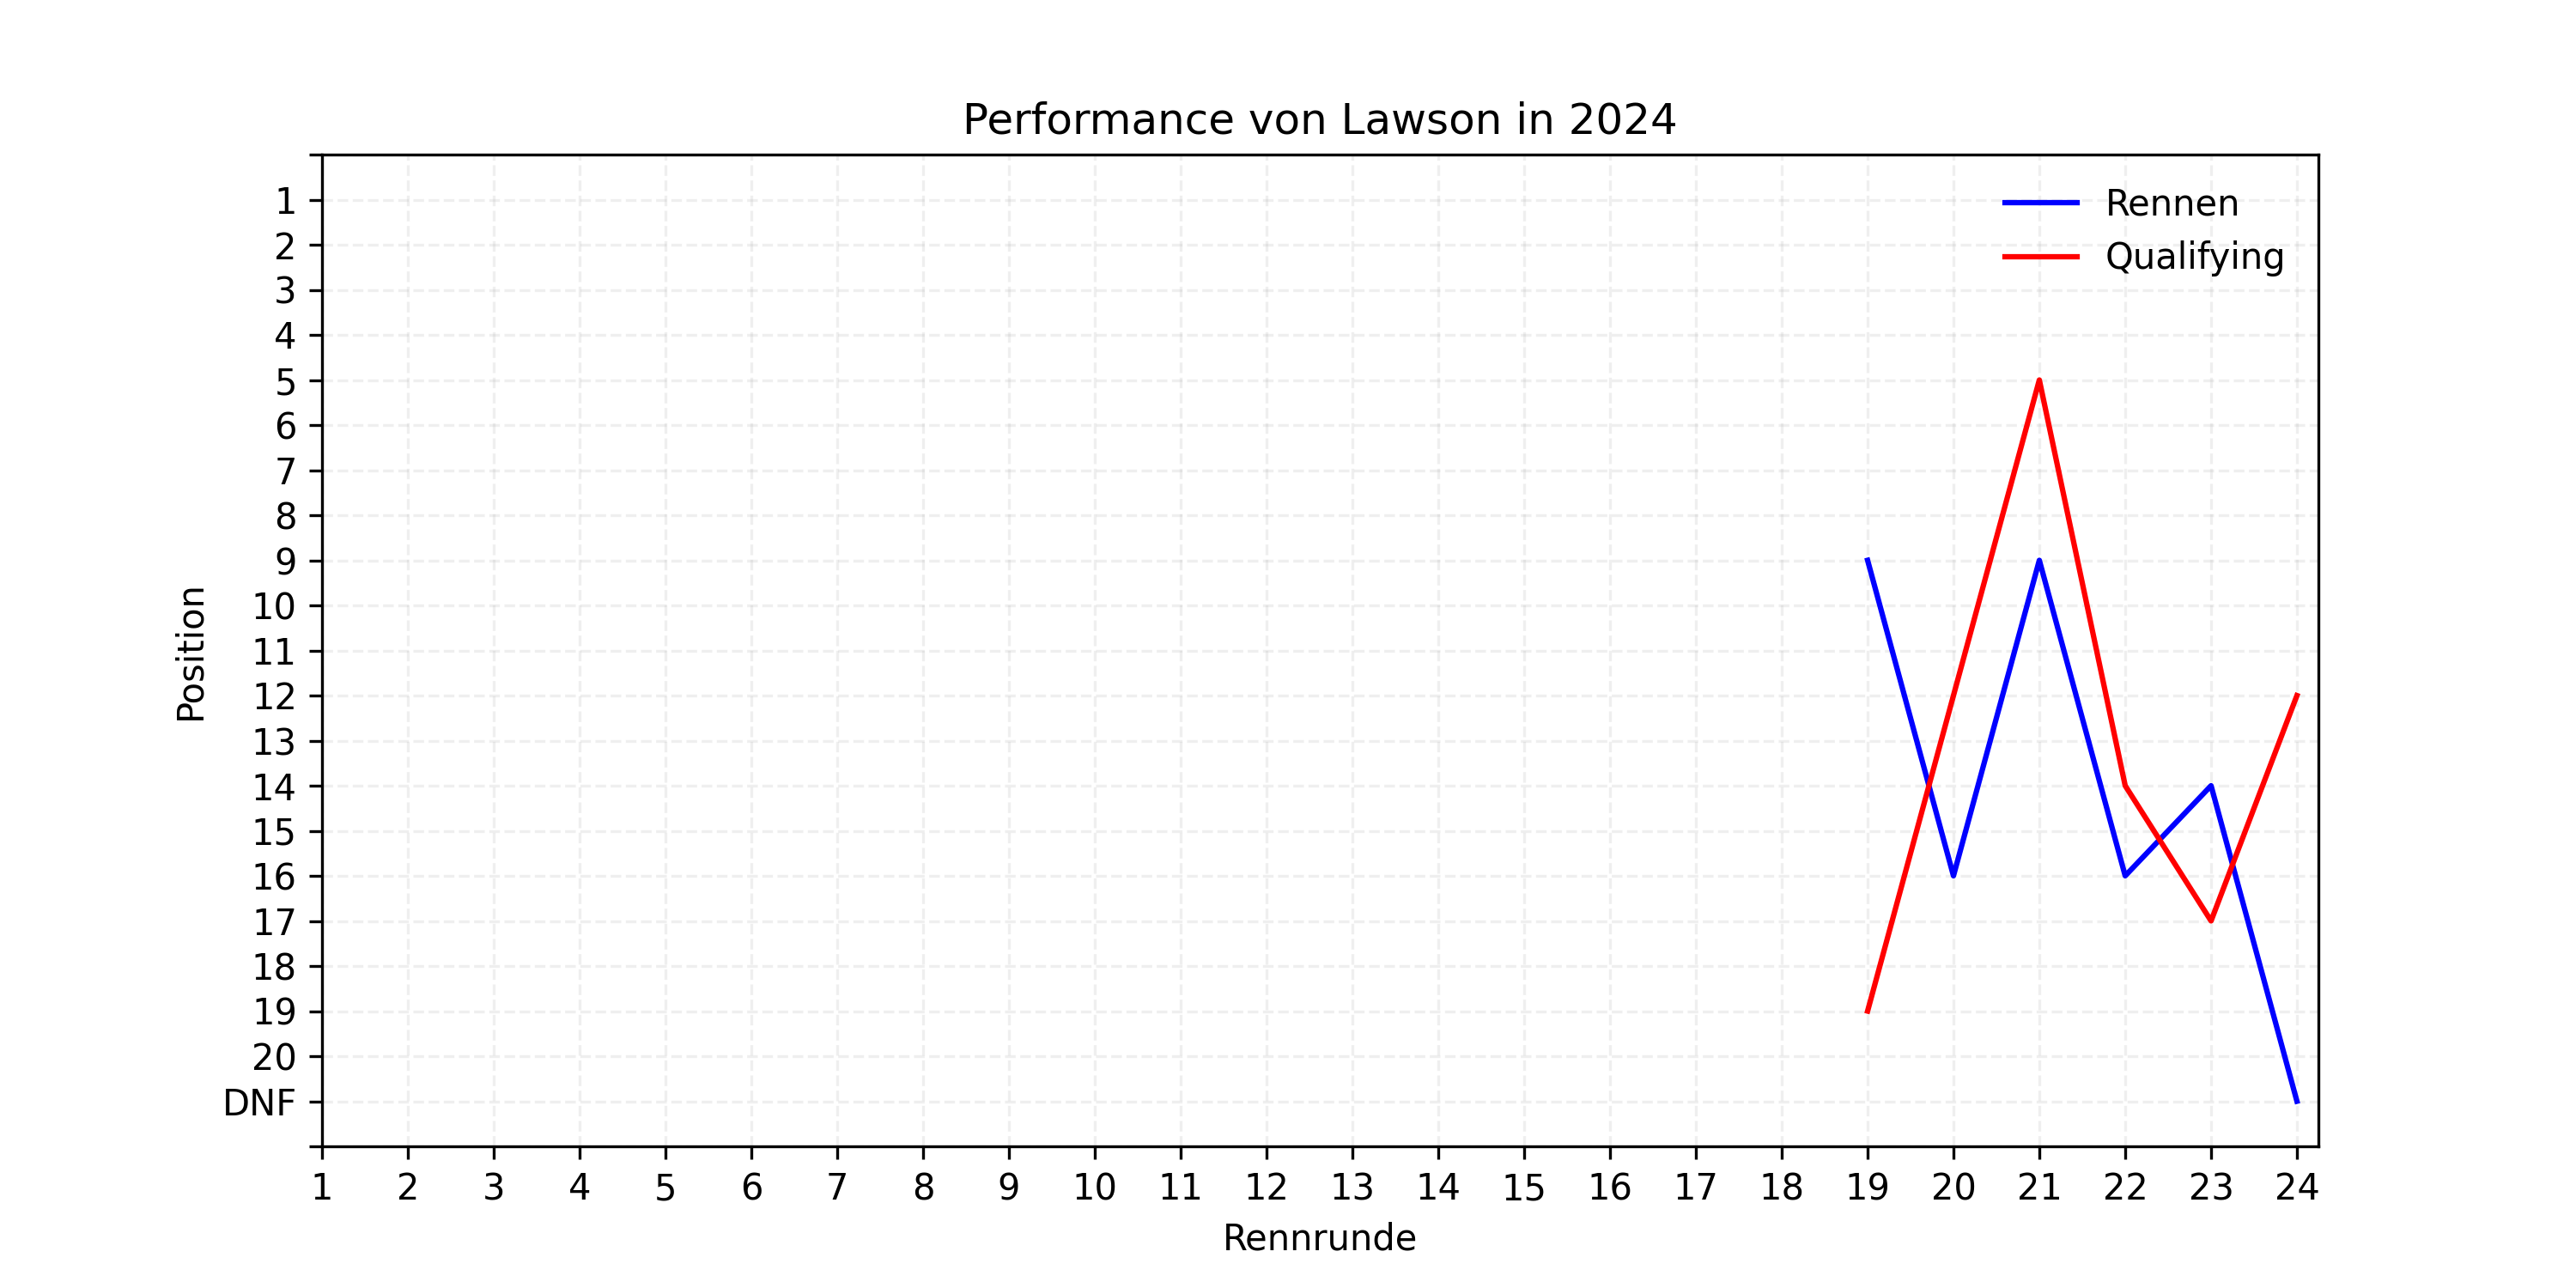 Performance von Lawson in 2024
Rennen
Qualifying
Position
1
2
3
4
5
6
7
8
9
10
11
12
13
14
15
16
17
18
19
20
DNF
1 2 3 4 5 6 7 8 9 10 11 12 13 14 15 16 17 18 19 20 21 22 23 24
Rennrunde